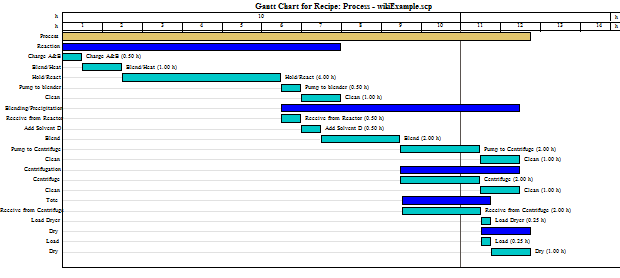 Gantt Chart for Recipe: Process - wikiExample.scp
h 10 h
h 1 2 3 4 5 6 7 8 9 10 11 12 13 14 h
Process
Reaction
Charge A&B Charge A&B (0.50 h)
Blend/Heat Blend/Heat (1.00 h)
Hold/React Hold/React (4.00 h)
Pump to blender Pump to blender (0.50 h)
Clean Clean (1.00 h)
Blending/Precipitation
Receive from Reactor Receive from Reactor (0.50 h)
Add Solvent D Add Solvent D (0.50 h)
Blend Blend (2.00 h)
Pump to Centrifuge Pump to Centrifuge (2.00 h)
Clean Clean (1.00 h)
Centrifugation
Centrifuge Centrifuge (2.00 h)
Clean Clean (1.00 h)
Tote
Receive from Centrifuge Receive from Centrifuge (2.00 h)
Load Dryer Load Dryer (0.25 h)
Dry
Load Load (0.25 h)
Dry Dry (1.00 h)